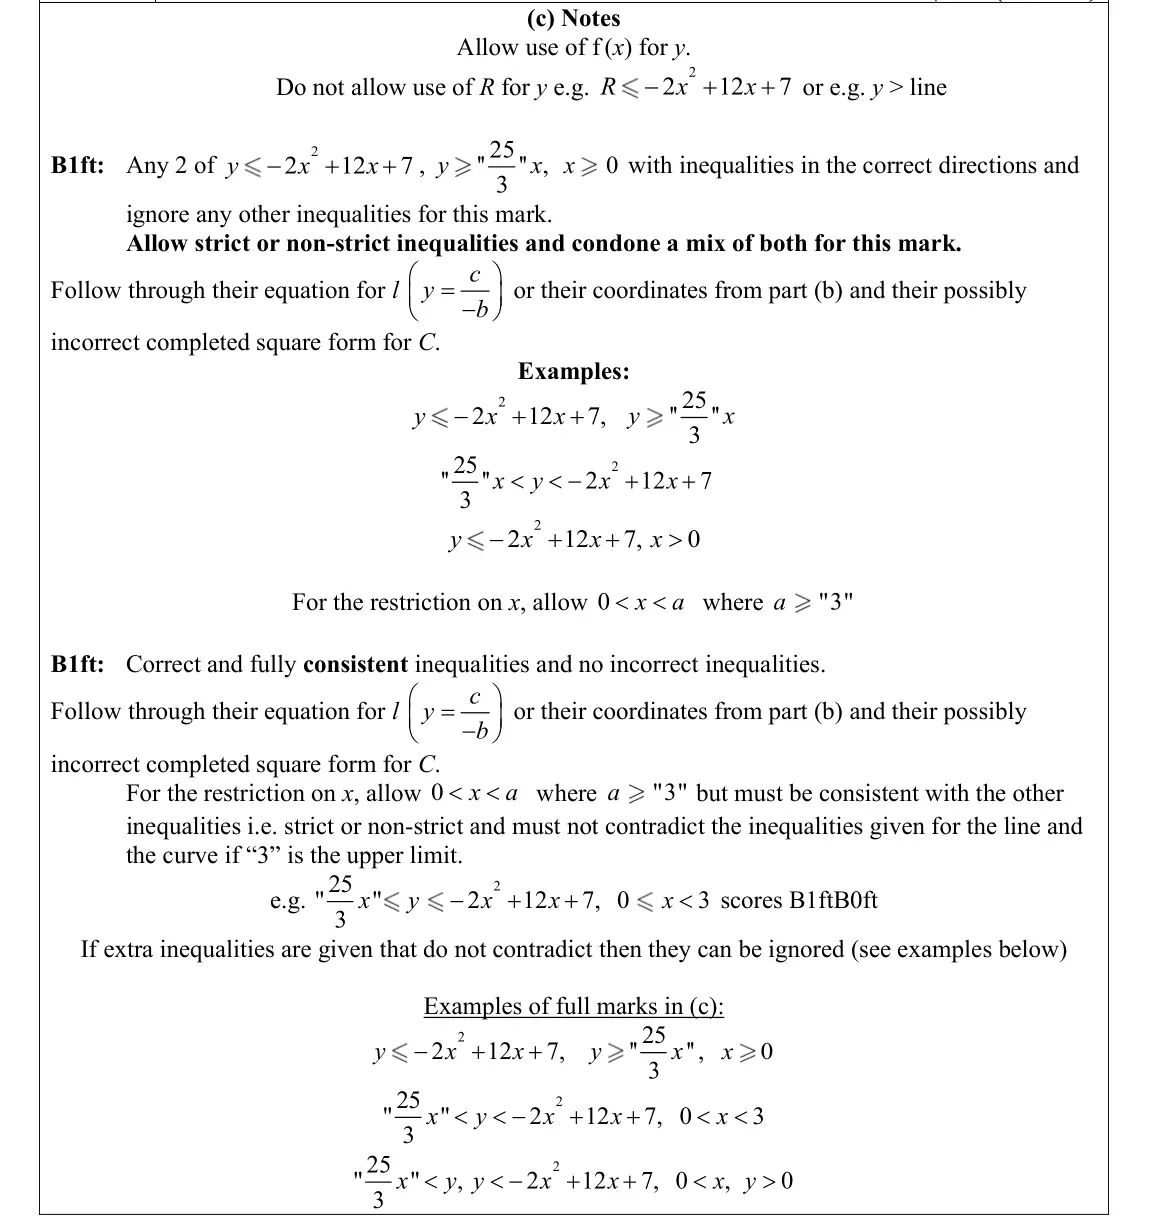 (c) Notes
Allow use of f(x) for y.
Do not allow use of R for y e.g. R ⩽ −2x² +12x+7 or e.g. y > line
B1ft: Any 2 of y ⩽ −2x² +12x+7 , y ⩾ "25/3"x, x ⩾ 0 with inequalities in the correct directions and
ignore any other inequalities for this mark.
Allow strict or non-strict inequalities and condone a mix of both for this mark.
Follow through their equation for l (y = c/−b) or their coordinates from part (b) and their possibly
incorrect completed square form for C.
Examples:
y ⩽ −2x² +12x+7, y ⩾ "25/3"x
"25/3"x < y < −2x² +12x+7
y ⩽ −2x² +12x+7, x > 0
For the restriction on x, allow 0 < x < a where a ⩾ "3"
B1ft: Correct and fully consistent inequalities and no incorrect inequalities.
Follow through their equation for l (y = c/−b) or their coordinates from part (b) and their possibly
incorrect completed square form for C.
For the restriction on x, allow 0 < x < a where a ⩾ "3" but must be consistent with the other
inequalities i.e. strict or non-strict and must not contradict the inequalities given for the line and
the curve if “3” is the upper limit.
e.g. "25/3 x" ⩽ y ⩽ −2x² +12x+7, 0 ⩽ x < 3 scores B1ftB0ft
If extra inequalities are given that do not contradict then they can be ignored (see examples below)
Examples of full marks in (c):
y ⩽ −2x² +12x+7, y ⩾ "25/3 x", x ⩾ 0
"25/3 x" < y < −2x² +12x+7, 0 < x < 3
"25/3 x" < y, y < −2x² +12x+7, 0 < x, y > 0